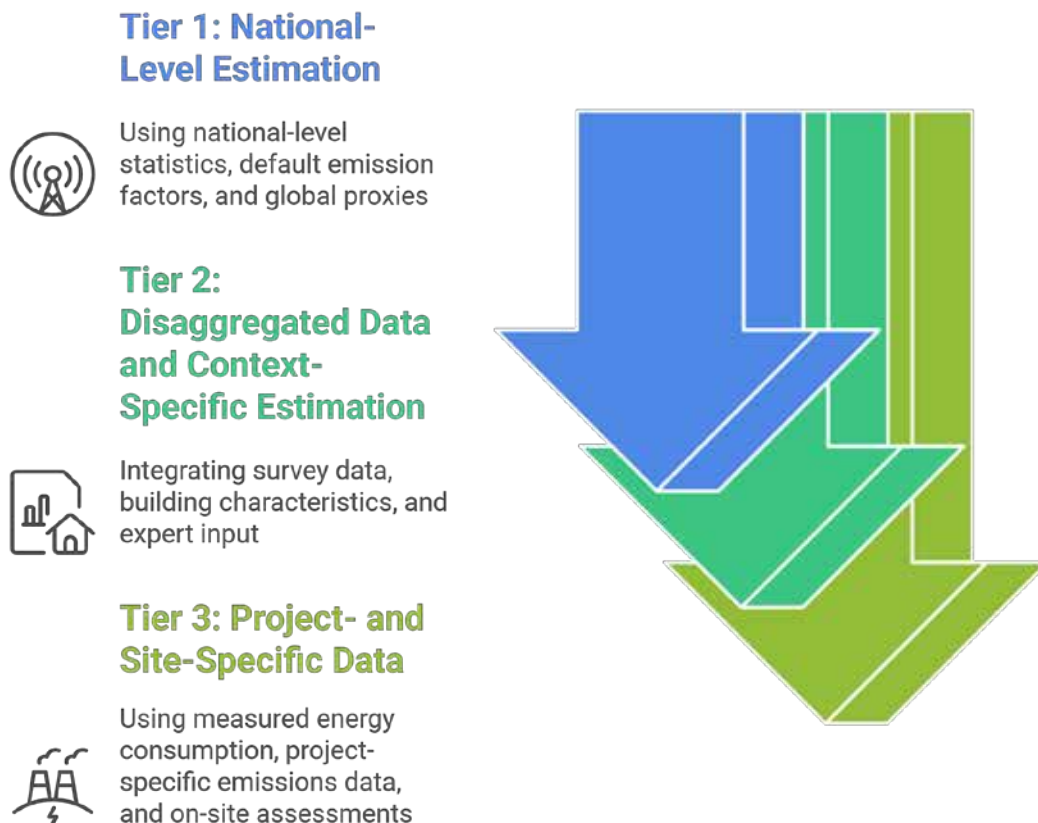 Tier 1: National-
Level Estimation
Using national-level
statistics, default emission
factors, and global proxies
Tier 2:
Disaggregated Data
and Context-
Specific Estimation
Integrating survey data,
building characteristics, and
expert input
Tier 3: Project- and
Site-Specific Data
Using measured energy
consumption, project-
specific emissions data,
and on-site assessments